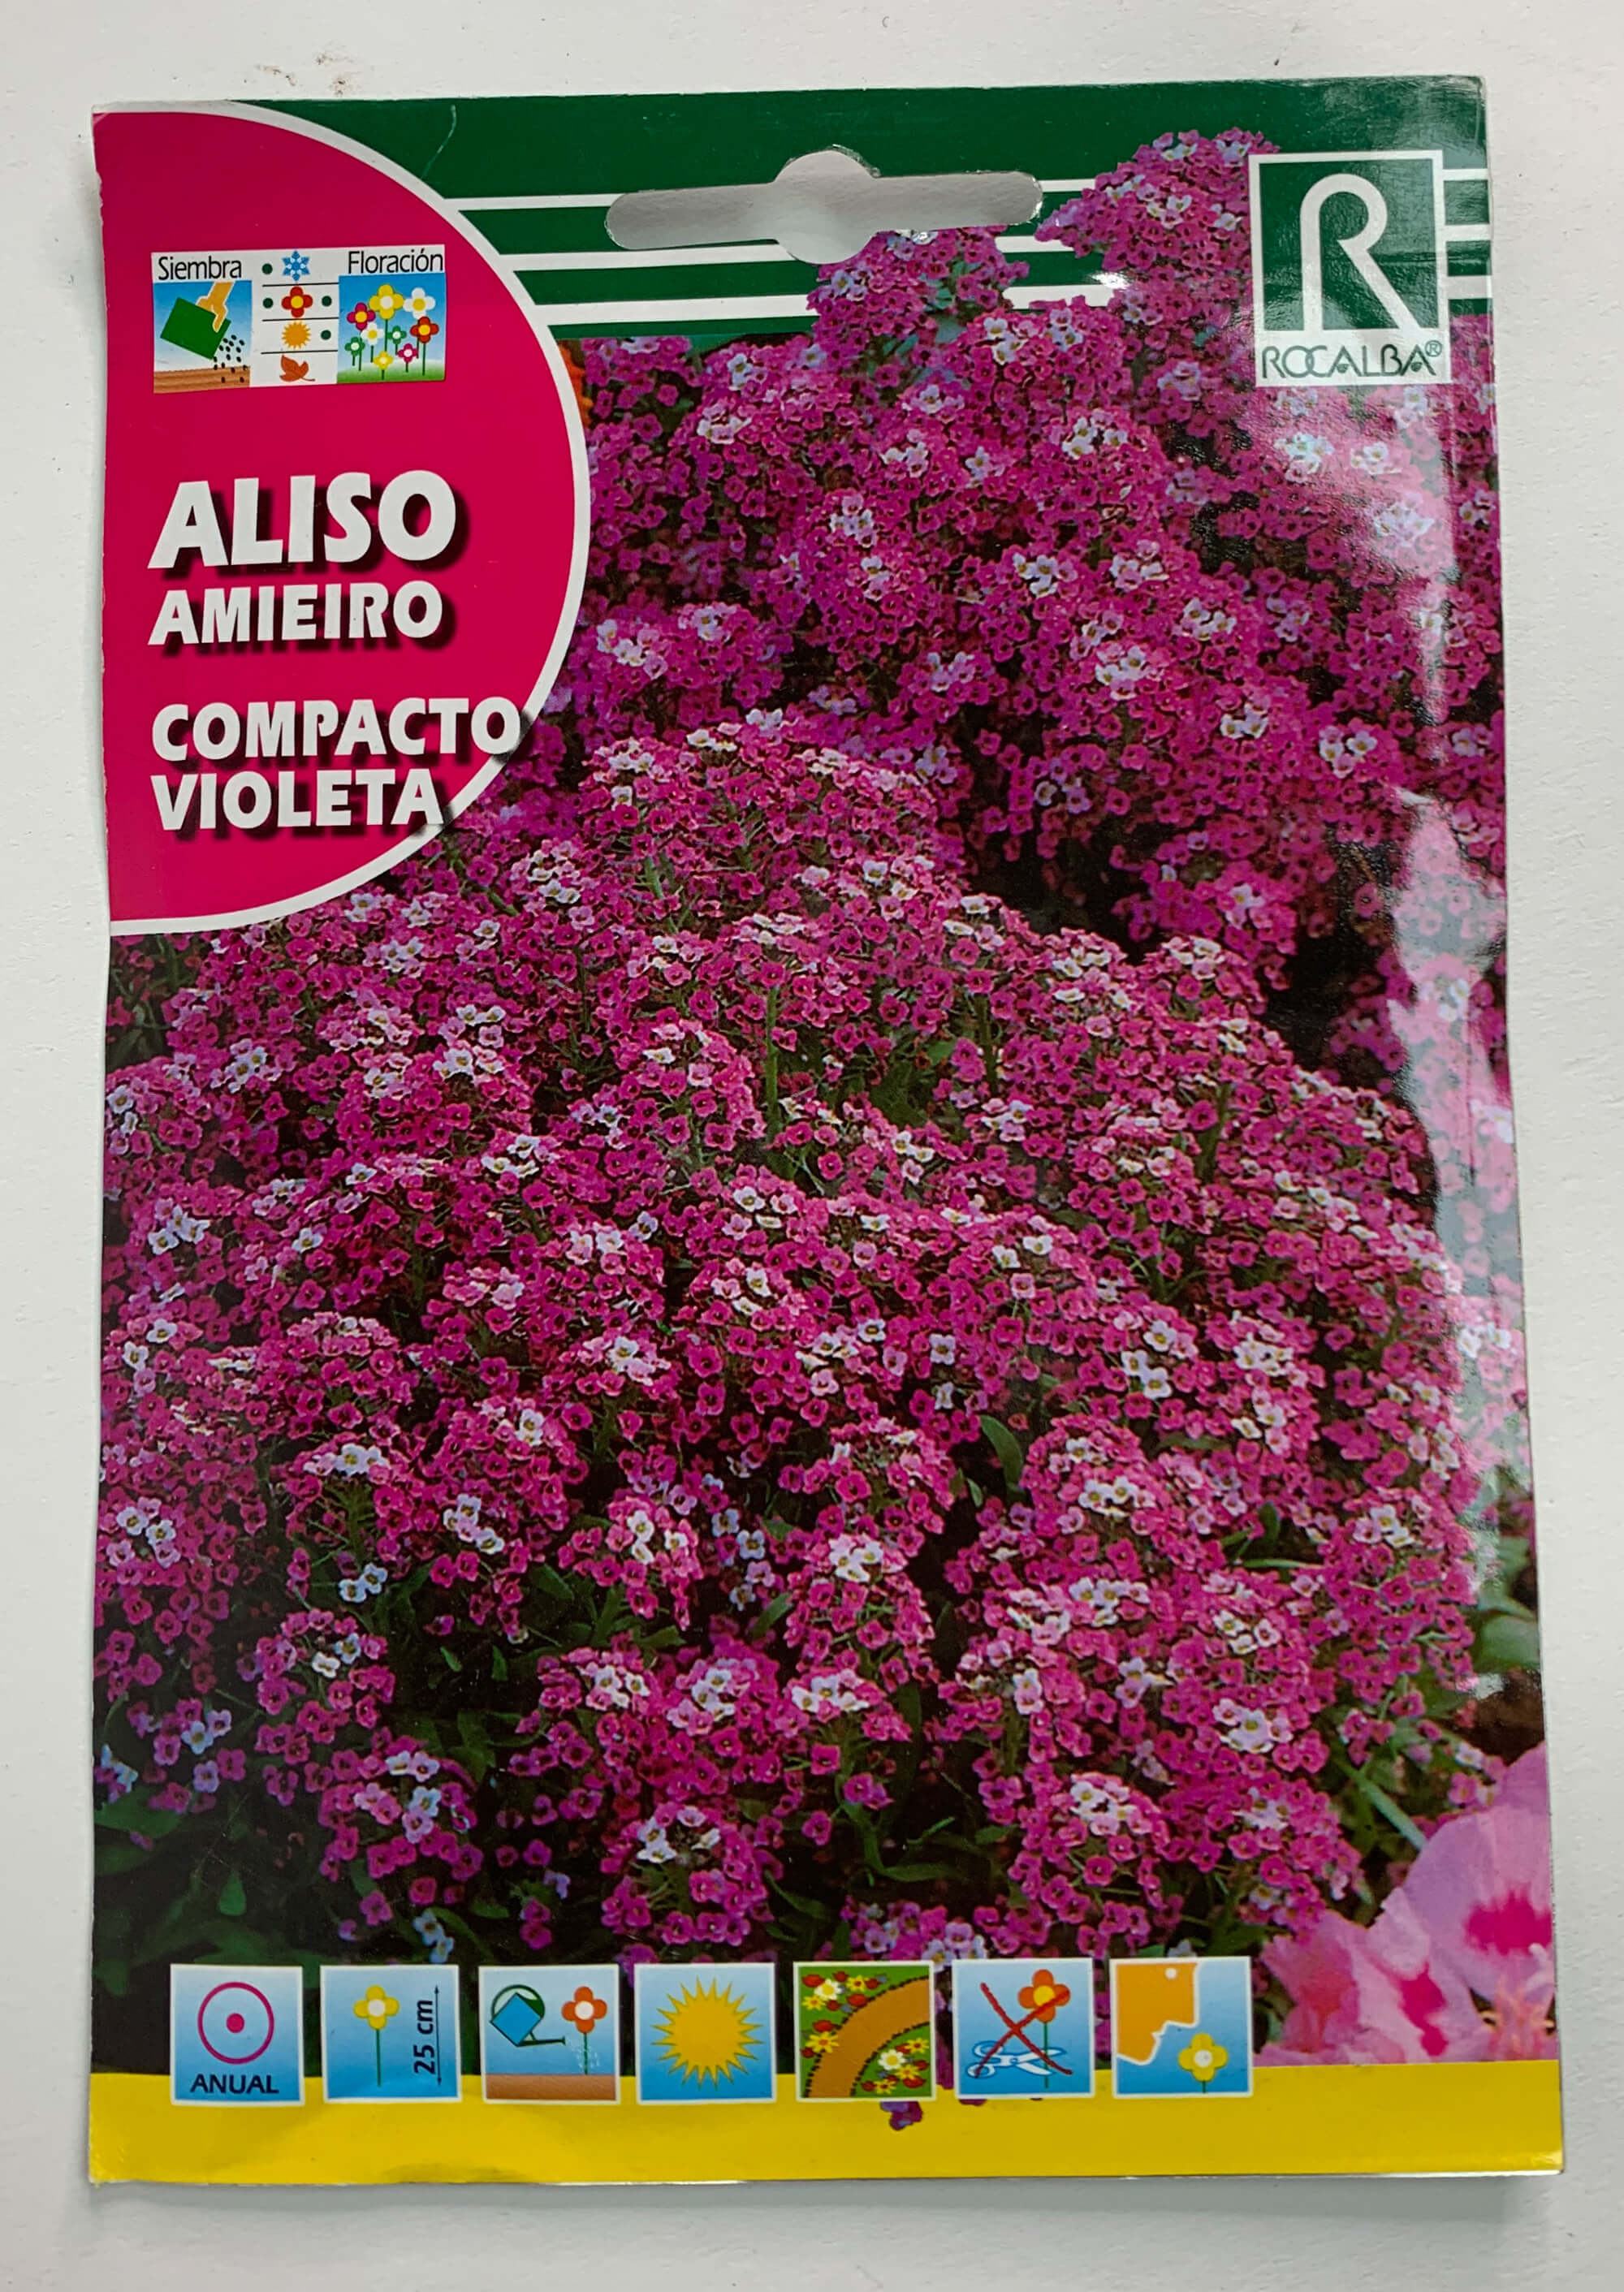 Siembra
Floración
ROCALBA®
ALISO
AMIEIRO
COMPACTO
VIOLETA
ANUAL
25 cm